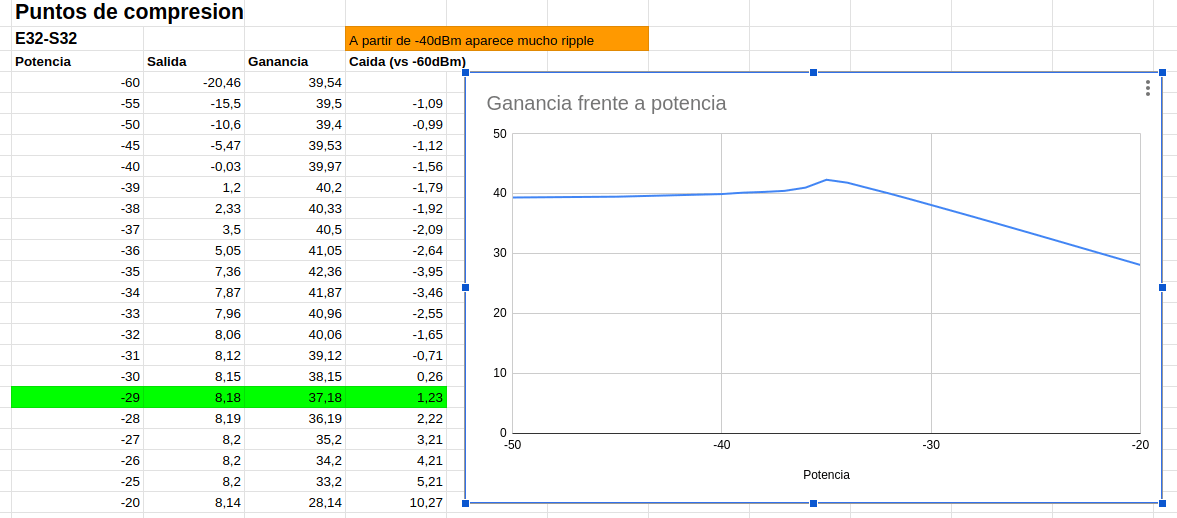 Puntos de compresion
E32-S32
A partir de -40dBm aparece mucho ripple
Potencia Salida Ganancia Caida (vs -60dBm)
-60 -20,46 39,54
-55 -15,5 39,5 -1,09
-50 -10,6 39,4 -0,99
-45 -5,47 39,53 -1,12
-40 -0,03 39,97 -1,56
-39 1,2 40,2 -1,79
-38 2,33 40,33 -1,92
-37 3,5 40,5 -2,09
-36 5,05 41,05 -2,64
-35 7,36 42,36 -3,95
-34 7,87 41,87 -3,46
-33 7,96 40,96 -2,55
-32 8,06 40,06 -1,65
-31 8,12 39,12 -0,71
-30 8,15 38,15 0,26
-29 8,18 37,18 1,23
-28 8,19 36,19 2,22
-27 8,2 35,2 3,21
-26 8,2 34,2 4,21
-25 8,2 33,2 5,21
-20 8,14 28,14 10,27
Ganancia frente a potencia
50
40
30
20
10
0
-50 -40 -30 -20
Potencia